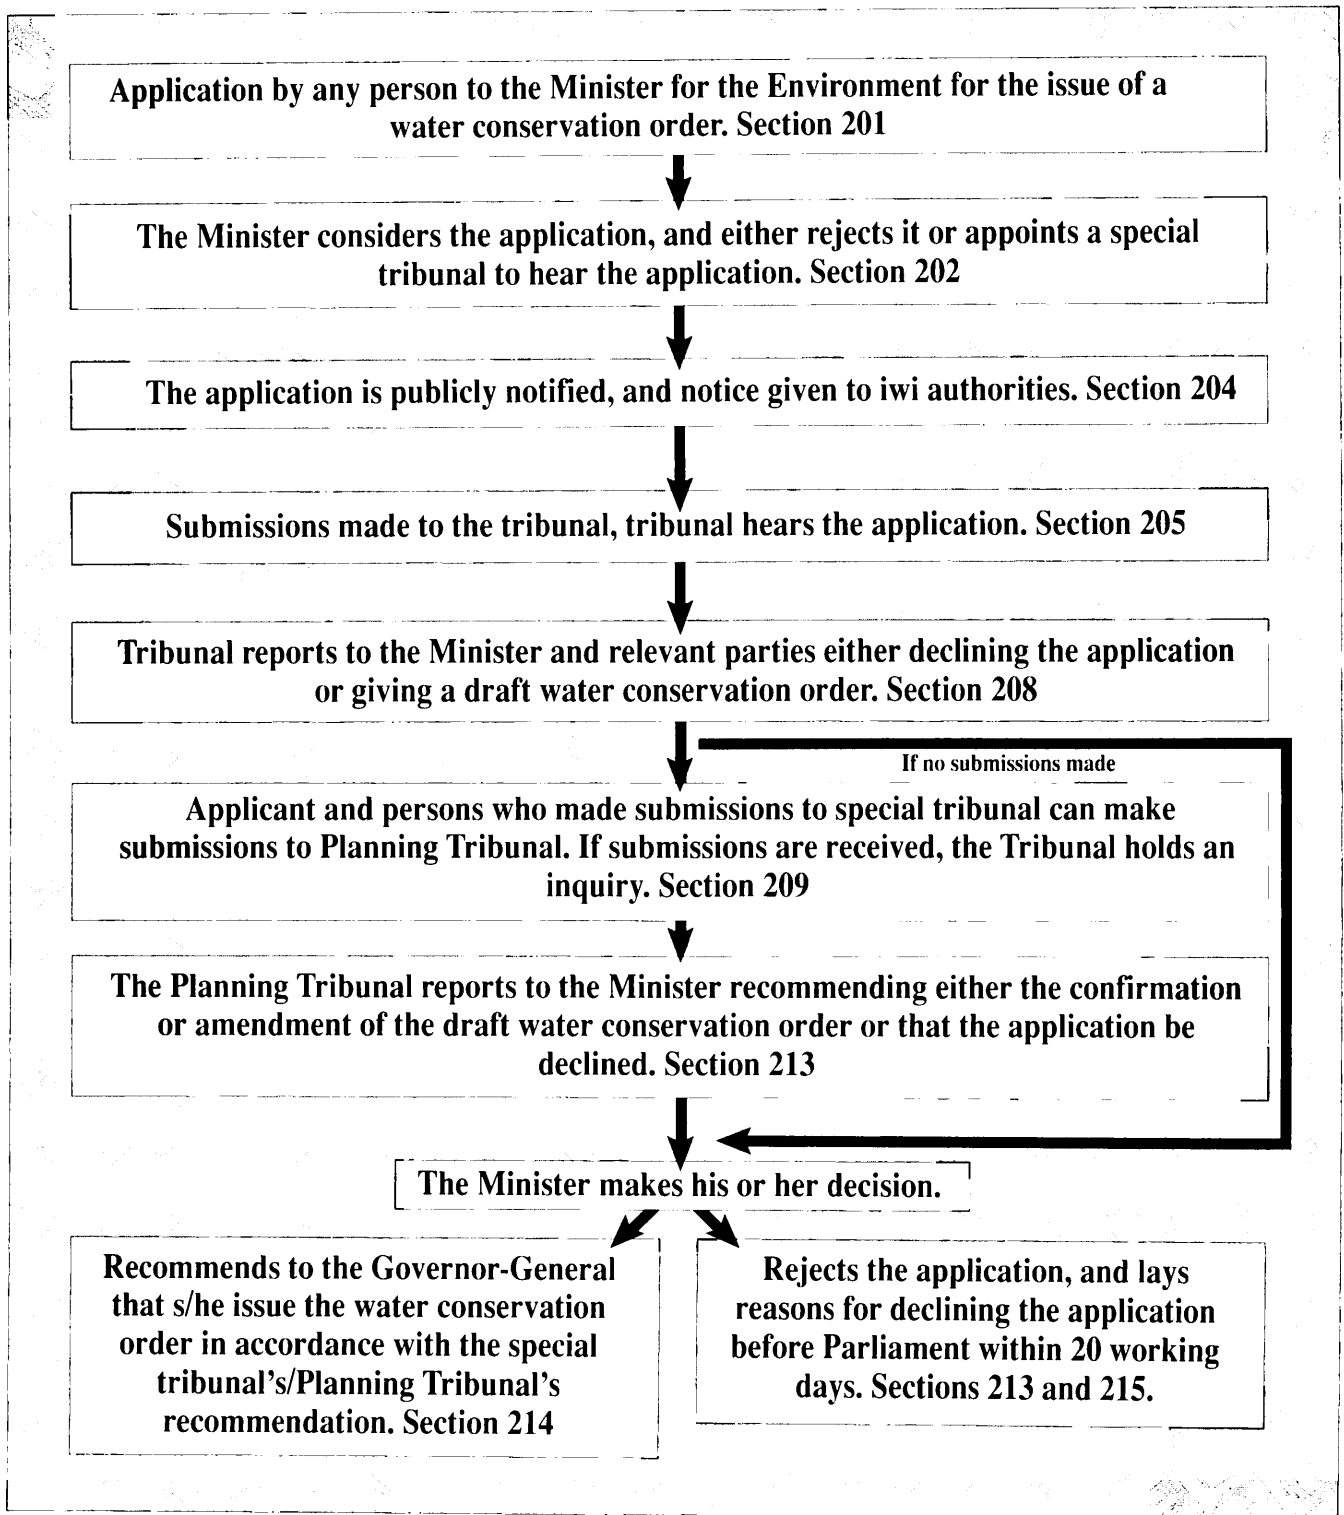 Application by any person to the Minister for the Environment for the issue of a
water conservation order. Section 201
The Minister considers the application, and either rejects it or appoints a special
tribunal to hear the application. Section 202
The application is publicly notified, and notice given to iwi authorities. Section 204
Submissions made to the tribunal, tribunal hears the application. Section 205
Tribunal reports to the Minister and relevant parties either declining the application
or giving a draft water conservation order. Section 208
If no submissions made
Applicant and persons who made submissions to special tribunal can make
submissions to Planning Tribunal. If submissions are received, the Tribunal holds an
inquiry. Section 209
The Planning Tribunal reports to the Minister recommending either the confirmation
or amendment of the draft water conservation order or that the application be
declined. Section 213
The Minister makes his or her decision.
Recommends to the Governor-General
that s/he issue the water conservation
order in accordance with the special
tribunal's/Planning Tribunal's
recommendation. Section 214
Rejects the application, and lays
reasons for declining the application
before Parliament within 20 working
days. Sections 213 and 215.